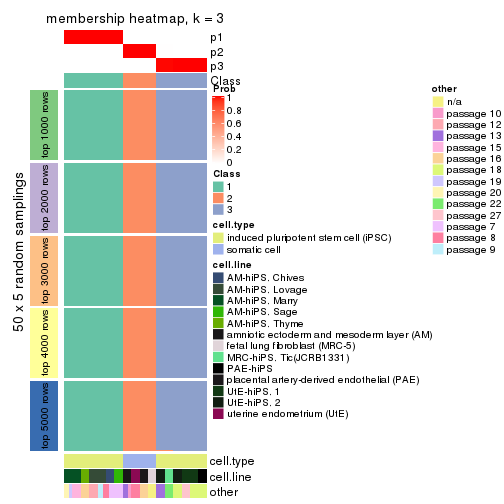 membership heatmap, k = 3
p1
p2
p3
Class
50 x 5 random samplings
top 1000 rows
top 2000 rows
top 3000 rows
top 4000 rows
top 5000 rows
cell.type
cell.line
other
Prob
1
0.8
0.6
0.4
0.2
0
Class
1
2
3
cell.type
induced pluripotent stem cell (iPSC)
somatic cell
cell.line
AM-hiPS. Chives
AM-hiPS. Lovage
AM-hiPS. Marry
AM-hiPS. Sage
AM-hiPS. Thyme
amniotic ectoderm and mesoderm layer (AM)
fetal lung fibroblast (MRC-5)
MRC-hiPS. Tic(JCRB1331)
PAE-hiPS
placental artery-derived endothelial (PAE)
UtE-hiPS. 1
UtE-hiPS. 2
uterine endometrium (UtE)
other
n/a
passage 10
passage 12
passage 13
passage 15
passage 16
passage 18
passage 19
passage 20
passage 22
passage 27
passage 7
passage 8
passage 9